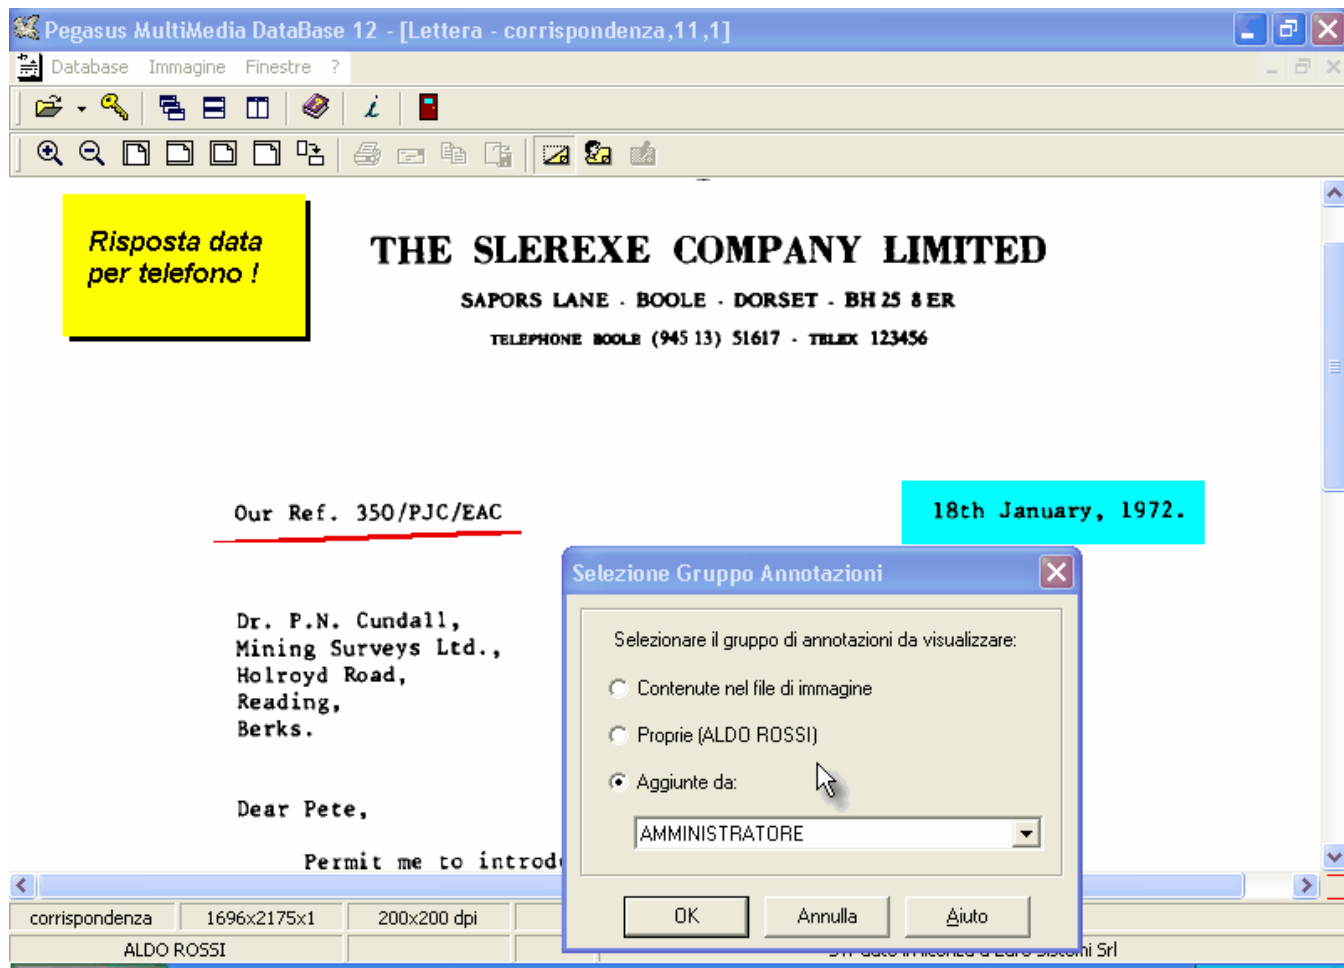 Pegasus MultiMedia DataBase 12 - [Lettera - corrispondenza,11,1]
Database Immagine Finestre ?
Risposta data
per telefono !
THE SLEREXE COMPANY LIMITED
SAPORS LANE - BOOLE - DORSET - BH 25 8 ER
TELEPHONE BOOLE (945 13) 51617 - TELEX 123456
Our Ref. 350/PJC/EAC
18th January, 1972.
Dr. P.N. Cundall,
Mining Surveys Ltd.,
Holroyd Road,
Reading,
Berks.
Dear Pete,
Permit me to introd
Selezione Gruppo Annotazioni
Selezionare il gruppo di annotazioni da visualizzare:
Contenute nel file di immagine
Proprie (ALDO ROSSI)
Aggiunte da:
AMMINISTRATORE
OK Annulla Aiuto
corrispondenza 1696x2175x1 200x200 dpi
ALDO ROSSI
Srl